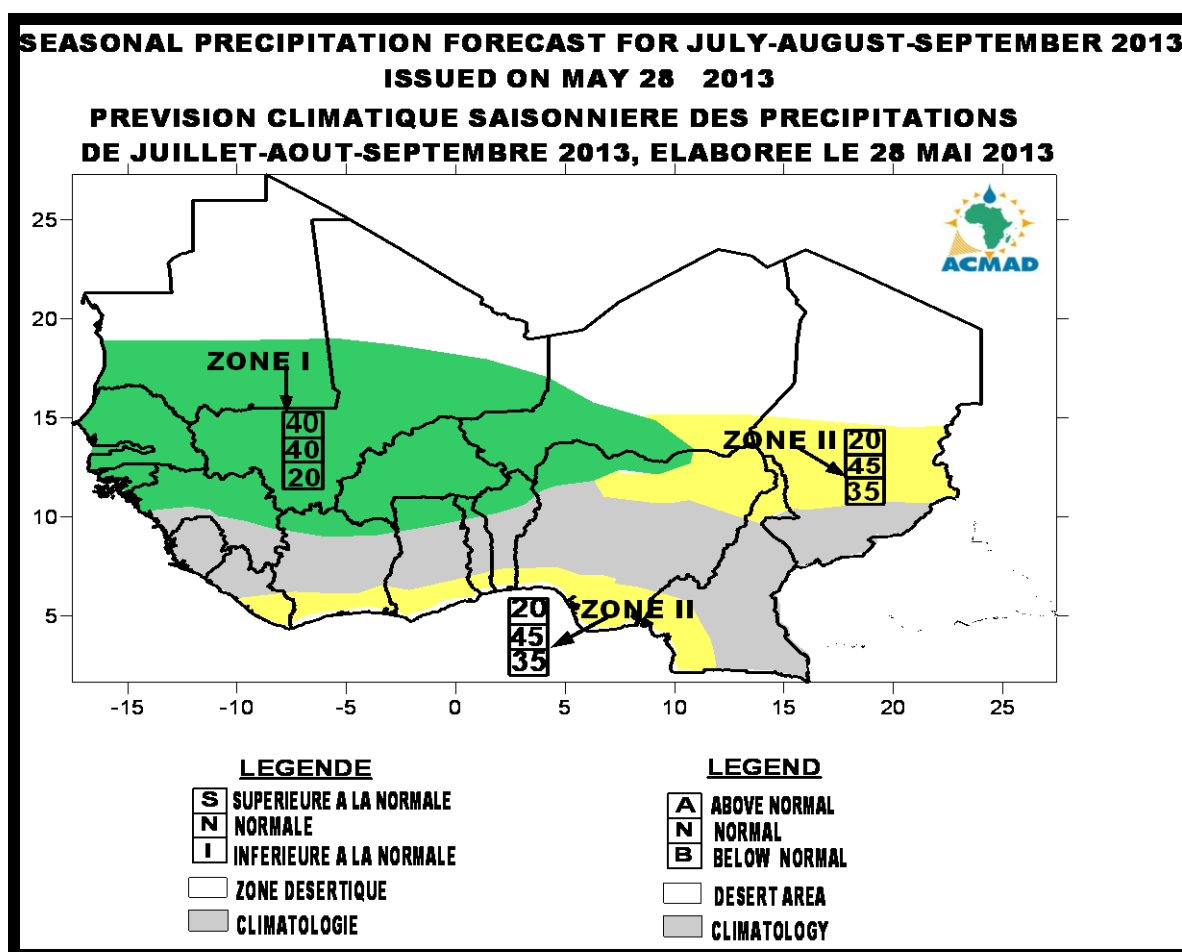 SEASONAL PRECIPITATION FORECAST FOR JULY-AUGUST-SEPTEMBER 2013
ISSUED ON MAY 28 2013
PREVISION CLIMATIQUE SAISONNIERE DES PRECIPITATIONS
DE JUILLET-AOUT-SEPTEMBRE 2013, ELABOREE LE 28 MAI 2013
ACMAD
25
20
15
10
5
ZONE I
40
40
20
ZONE II
20
45
35
ZONE II
20
45
35
-15 -10 -5 0 5 10 15 20 25
LEGENDE
S SUPERIEURE A LA NORMALE
N NORMALE
I INFERIEURE A LA NORMALE
ZONE DESERTIQUE
CLIMATOLOGIE
LEGEND
A ABOVE NORMAL
N NORMAL
B BELOW NORMAL
DESERT AREA
CLIMATOLOGY